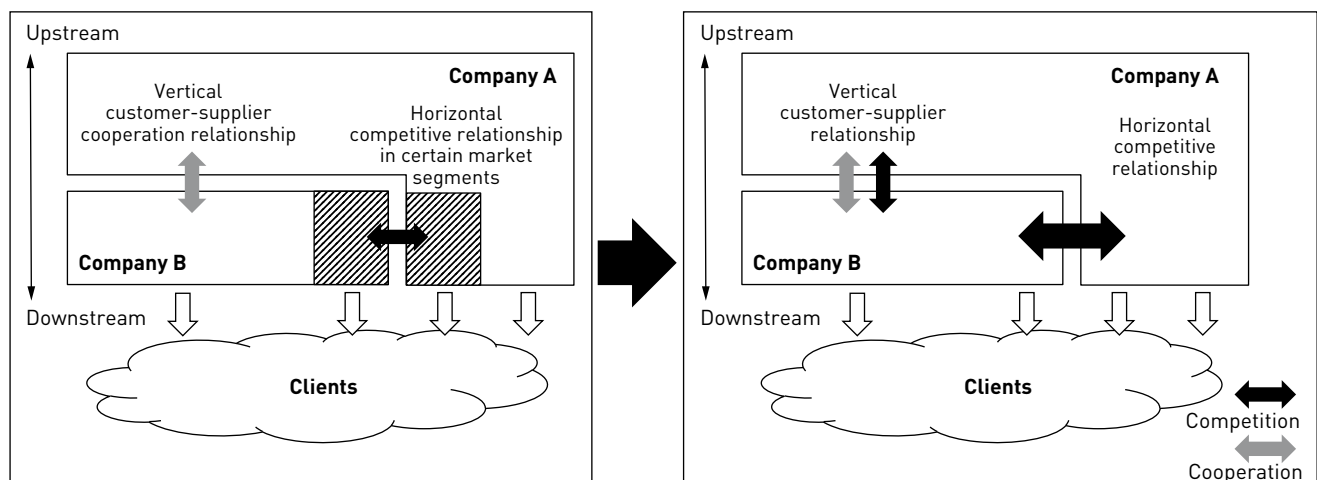 Upstream
Company A
Vertical
customer-supplier
cooperation relationship
Horizontal
competitive relationship
in certain market
segments
Company B
Downstream
Clients
Upstream
Company A
Vertical
customer-supplier
relationship
Horizontal
competitive
relationship
Company B
Downstream
Clients
Competition
Cooperation